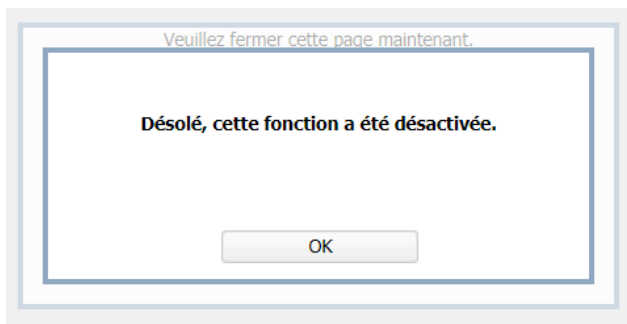 Veuillez fermer cette page maintenant.
Désolé, cette fonction a été désactivée.
OK